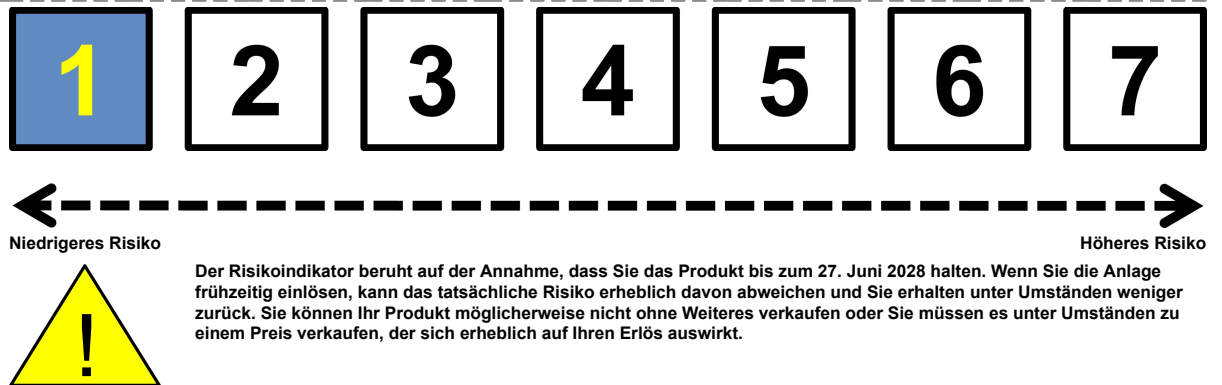 1 2 3 4 5 6 7
Niedrigeres Risiko Höheres Risiko
!
Der Risikoindikator beruht auf der Annahme, dass Sie das Produkt bis zum 27. Juni 2028 halten. Wenn Sie die Anlage
frühzeitig einlösen, kann das tatsächliche Risiko erheblich davon abweichen und Sie erhalten unter Umständen weniger
zurück. Sie können Ihr Produkt möglicherweise nicht ohne Weiteres verkaufen oder Sie müssen es unter Umständen zu
einem Preis verkaufen, der sich erheblich auf Ihren Erlös auswirkt.